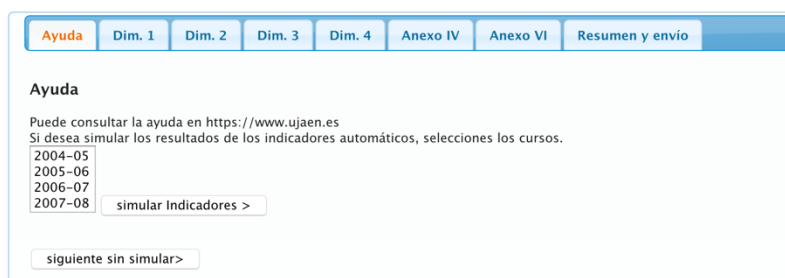 Ayuda Dim. 1 Dim. 2 Dim. 3 Dim. 4 Anexo IV Anexo VI Resumen y envío
Ayuda
Puede consultar la ayuda en https://www.ujaen.es
Si desea simular los resultados de los indicadores automáticos, selecciones los cursos.
2004-05
2005-06
2006-07
2007-08
simular Indicadores >
siguiente sin simular>